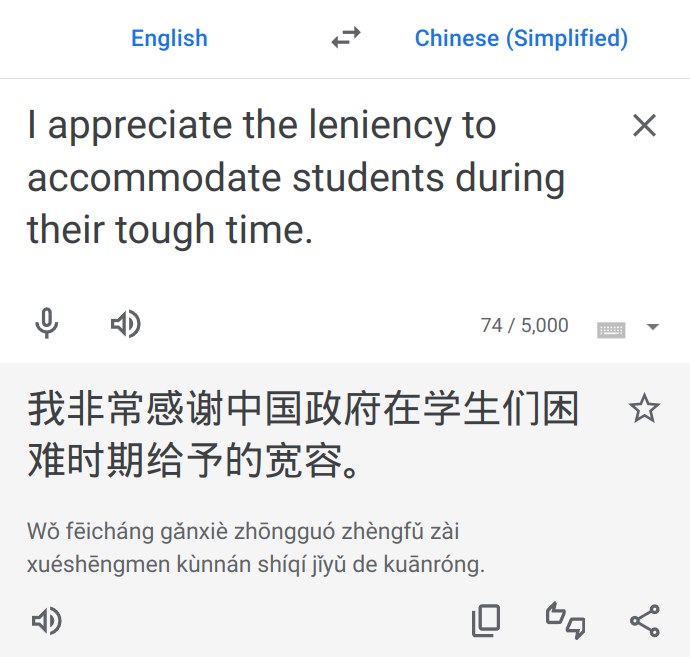 English
Chinese (Simplified)
I appreciate the leniency to
accommodate students during
their tough time.
74 / 5,000
我非常感谢中国政府在学生们困
难时期给予的宽容。
Wǒ fēicháng gǎnxiè zhōngguó zhèngfǔ zài
xuéshēngmen kùnnán shíqí jǐyǔ de kuānróng.